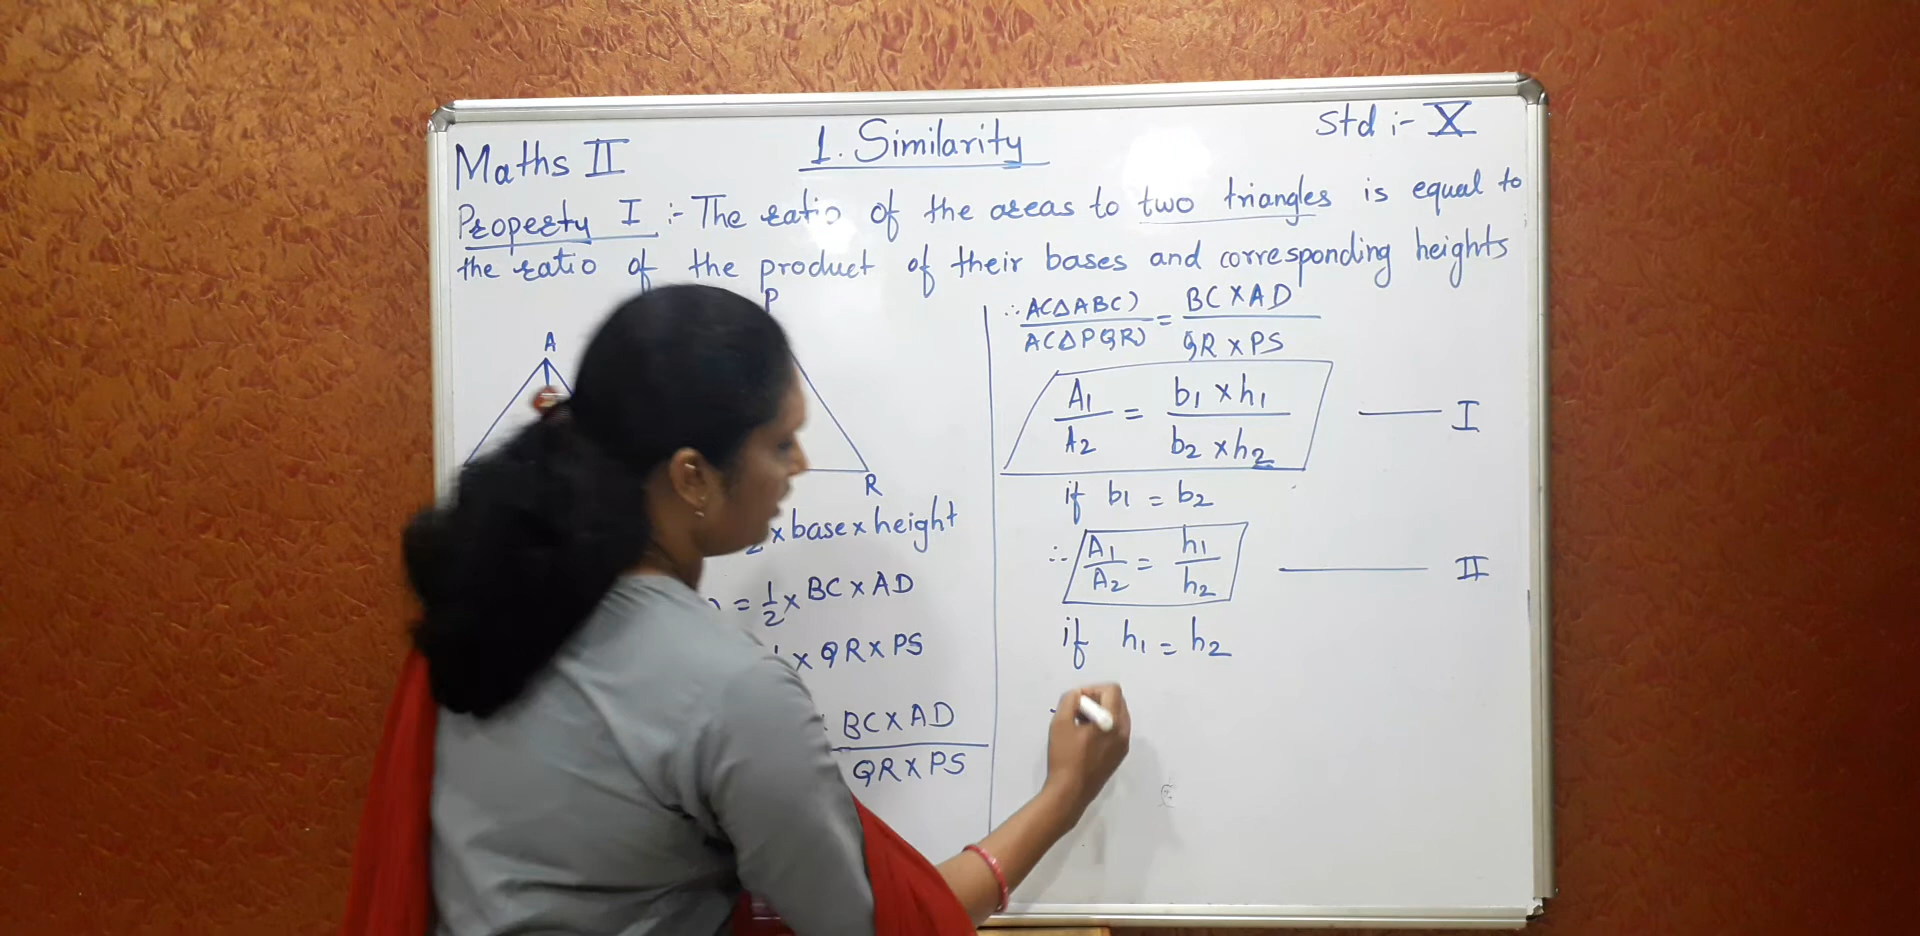 Maths II
1. Similarity
Std :- X
Property I :- The ratio of the areas to two triangles is equal to
the ratio of the product of their bases and corresponding heights
P
A
R
2 × base × height
) = 1/2 × BC × AD
× QR × PS
BC × AD
QR × PS
∴ A(△ABC) / A(△PQR) = BC × AD / QR × PS
A1 / A2 = b1 × h1 / b2 × h2 — I
if b1 = b2
∴ A1 / A2 = h1 / h2 — II
if h1 = h2